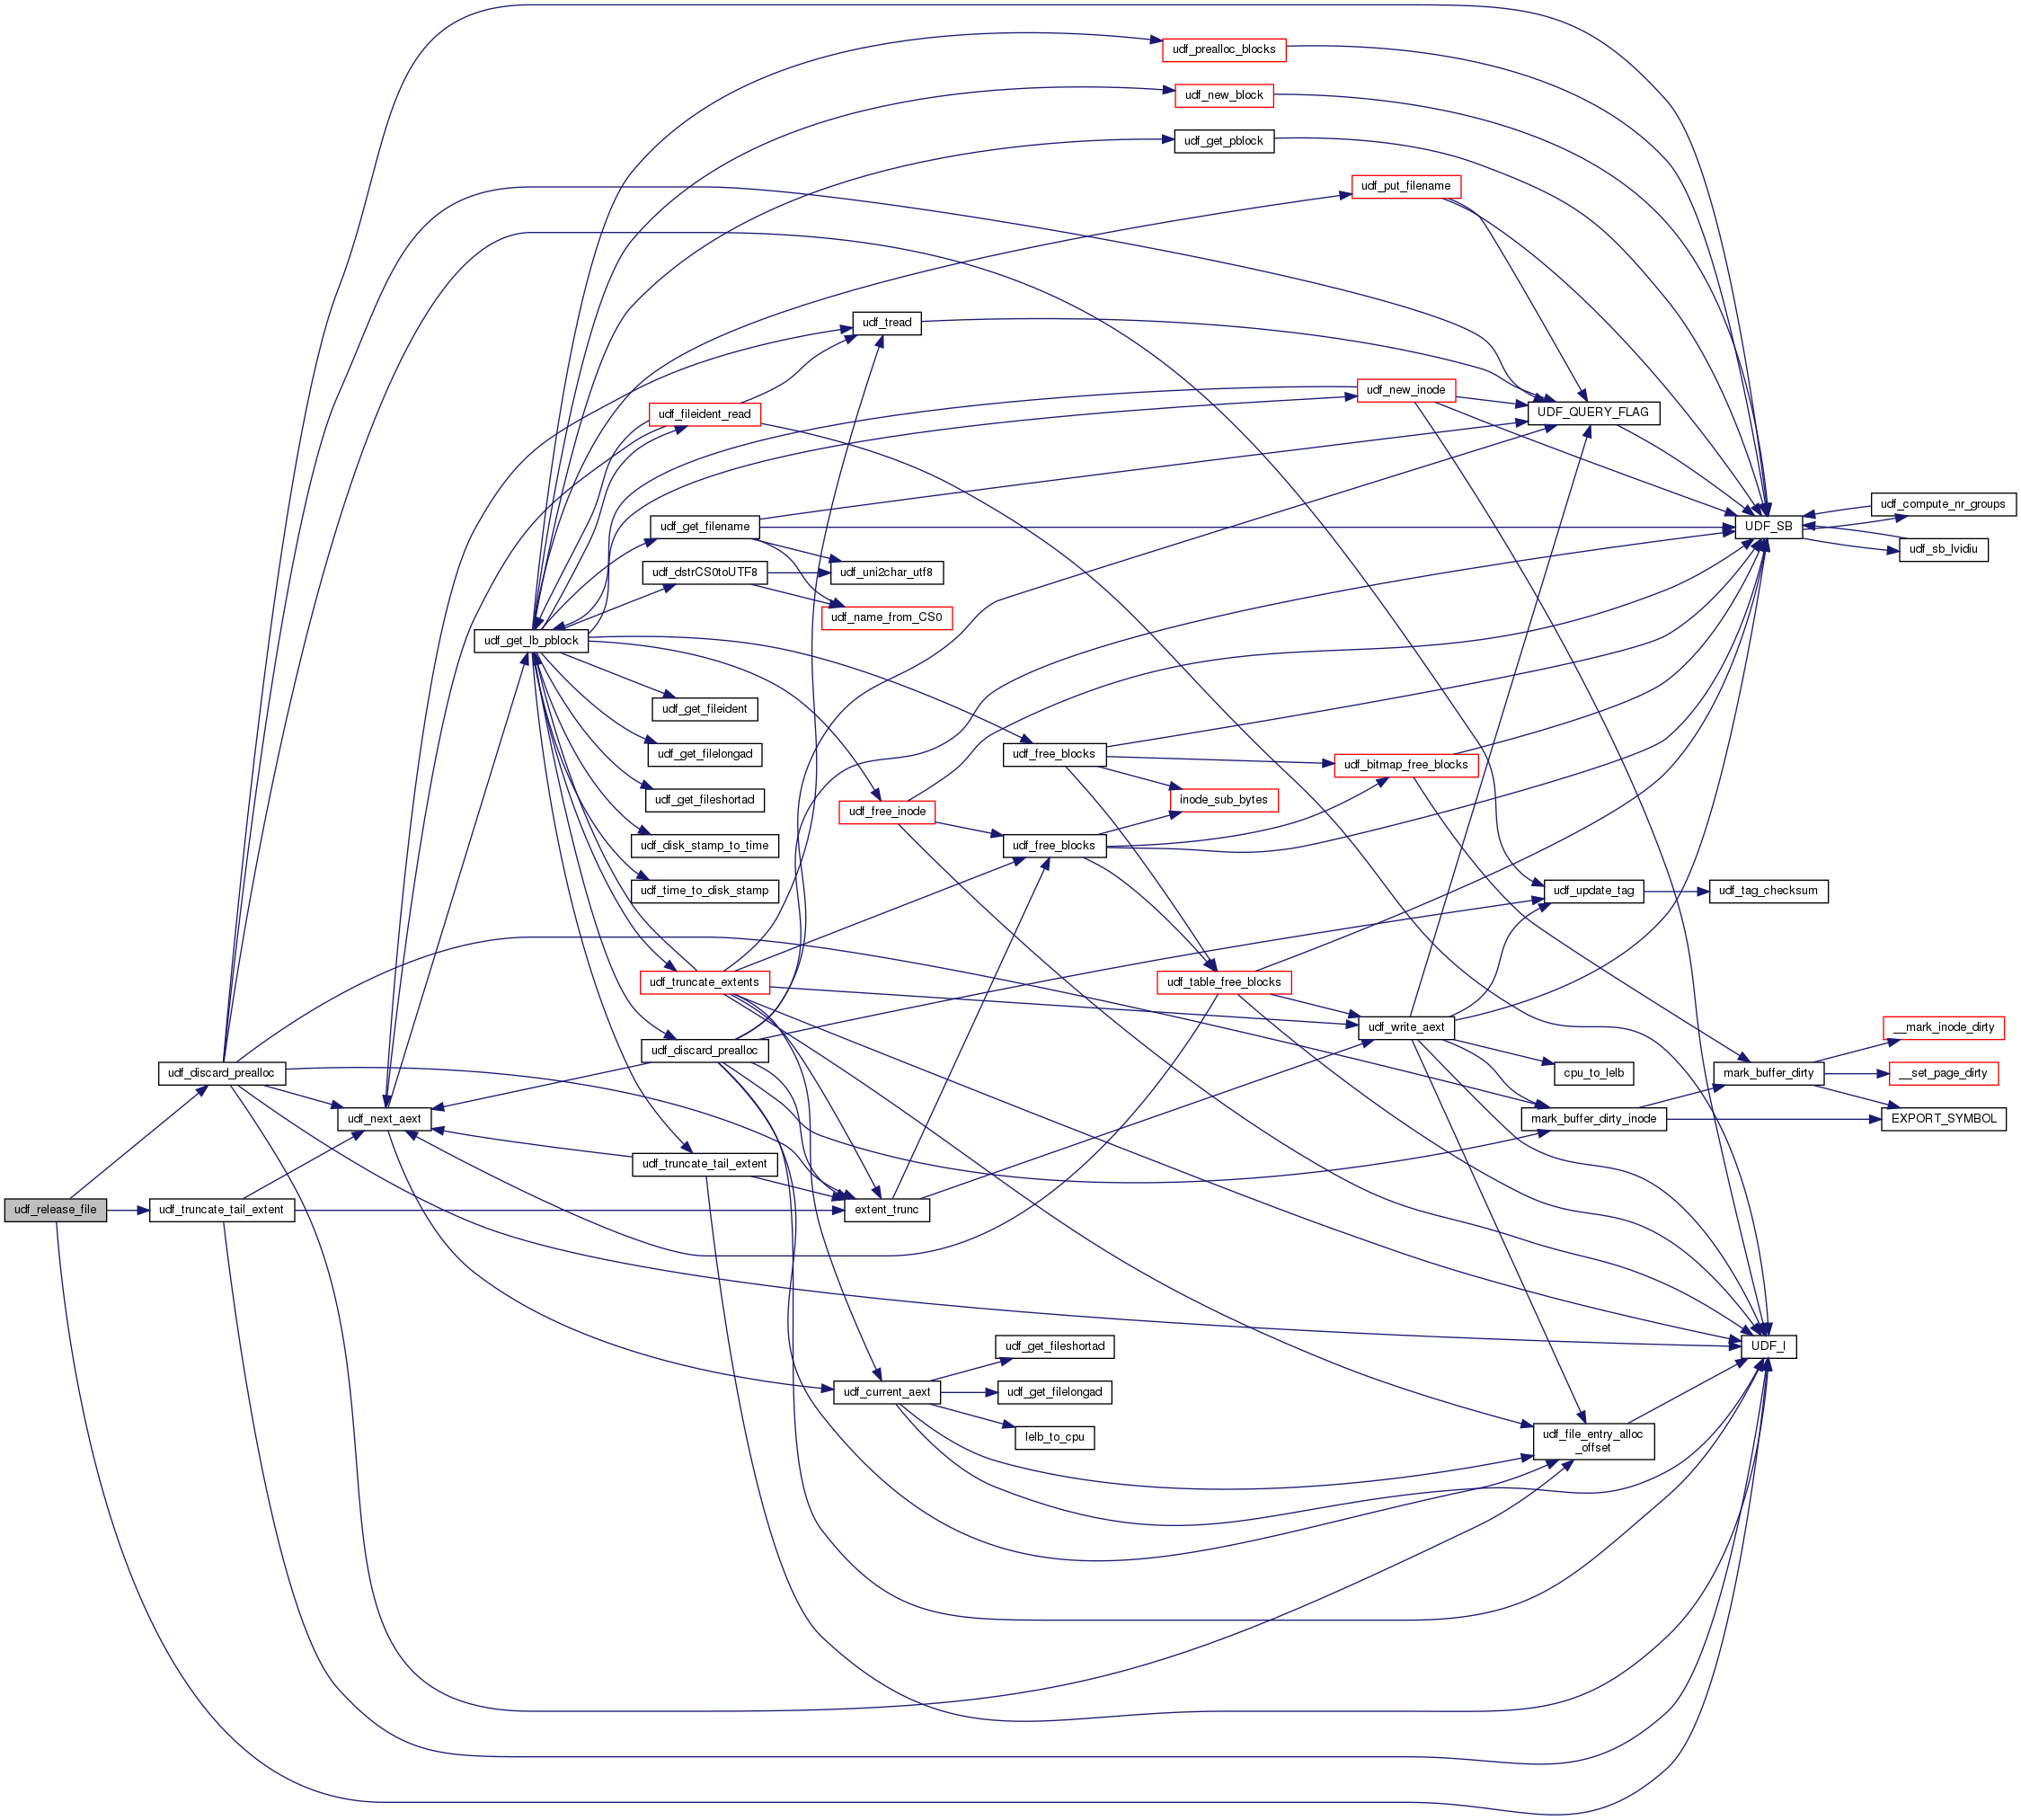 udf_prealloc_blocks
udf_new_block
udf_get_pblock
udf_put_filename
udf_tread
udf_new_inode
udf_fileident_read
UDF_QUERY_FLAG
udf_compute_nr_groups
udf_get_filename
UDF_SB
udf_sb_lvidiu
udf_dstrCS0toUTF8
udf_uni2char_utf8
udf_name_from_CS0
udf_get_lb_pblock
udf_get_fileident
udf_get_filelongad
udf_free_blocks
udf_bitmap_free_blocks
udf_get_fileshortad
inode_sub_bytes
udf_free_inode
udf_disk_stamp_to_time
udf_free_blocks
udf_time_to_disk_stamp
udf_update_tag
udf_tag_checksum
udf_truncate_extents
udf_table_free_blocks
udf_write_aext
__mark_inode_dirty
udf_discard_prealloc
udf_discard_prealloc
cpu_to_lelb
mark_buffer_dirty
__set_page_dirty
udf_next_aext
mark_buffer_dirty_inode
EXPORT_SYMBOL
udf_truncate_tail_extent
udf_release_file
udf_truncate_tail_extent
extent_trunc
udf_get_fileshortad
UDF_I
udf_current_aext
udf_get_filelongad
lelb_to_cpu
udf_file_entry_alloc
_offset